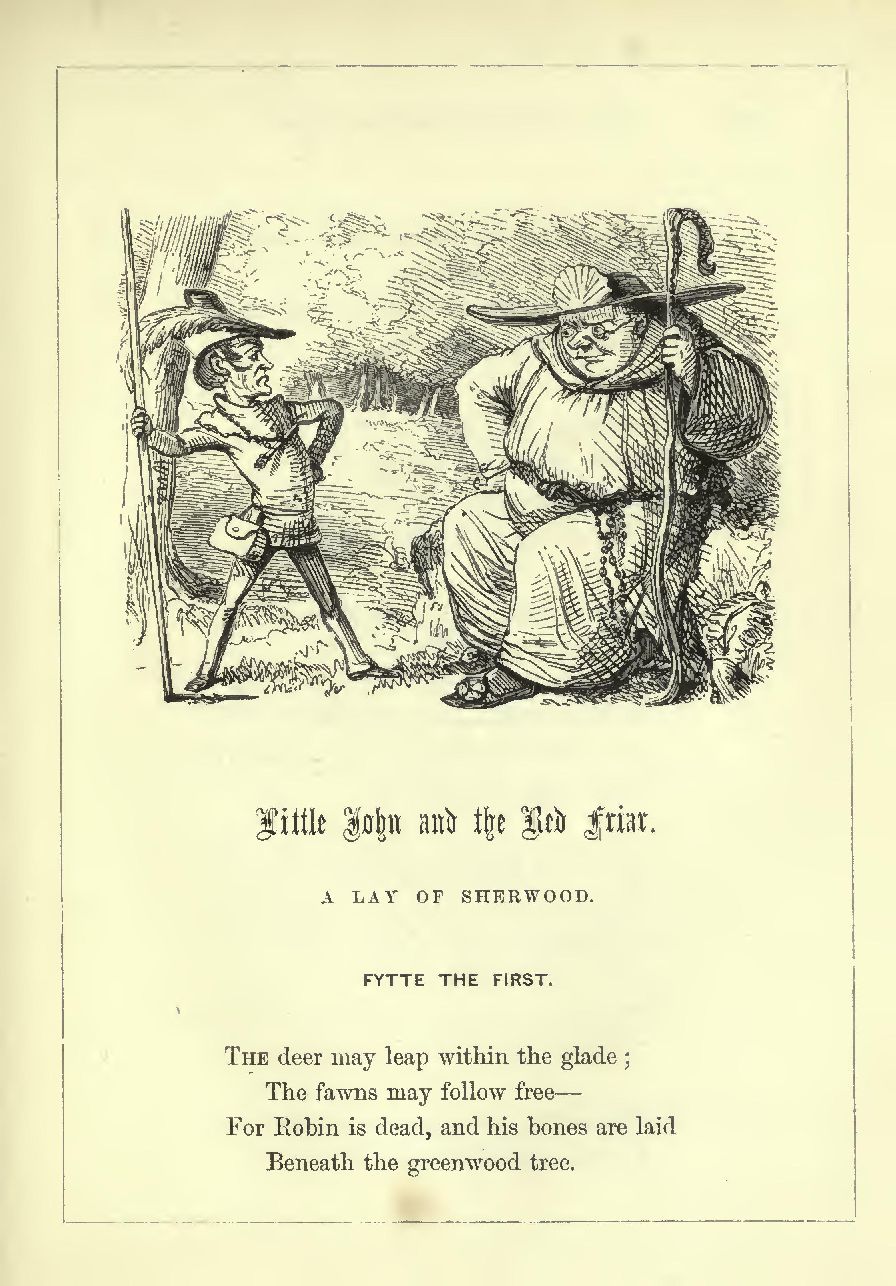 Little John and the Red Friar.
A LAY OF SHERWOOD.
FYTTE THE FIRST.
THE deer may leap within the glade ;
The fawns may follow free—
For Robin is dead, and his bones are laid
Beneath the greenwood tree.